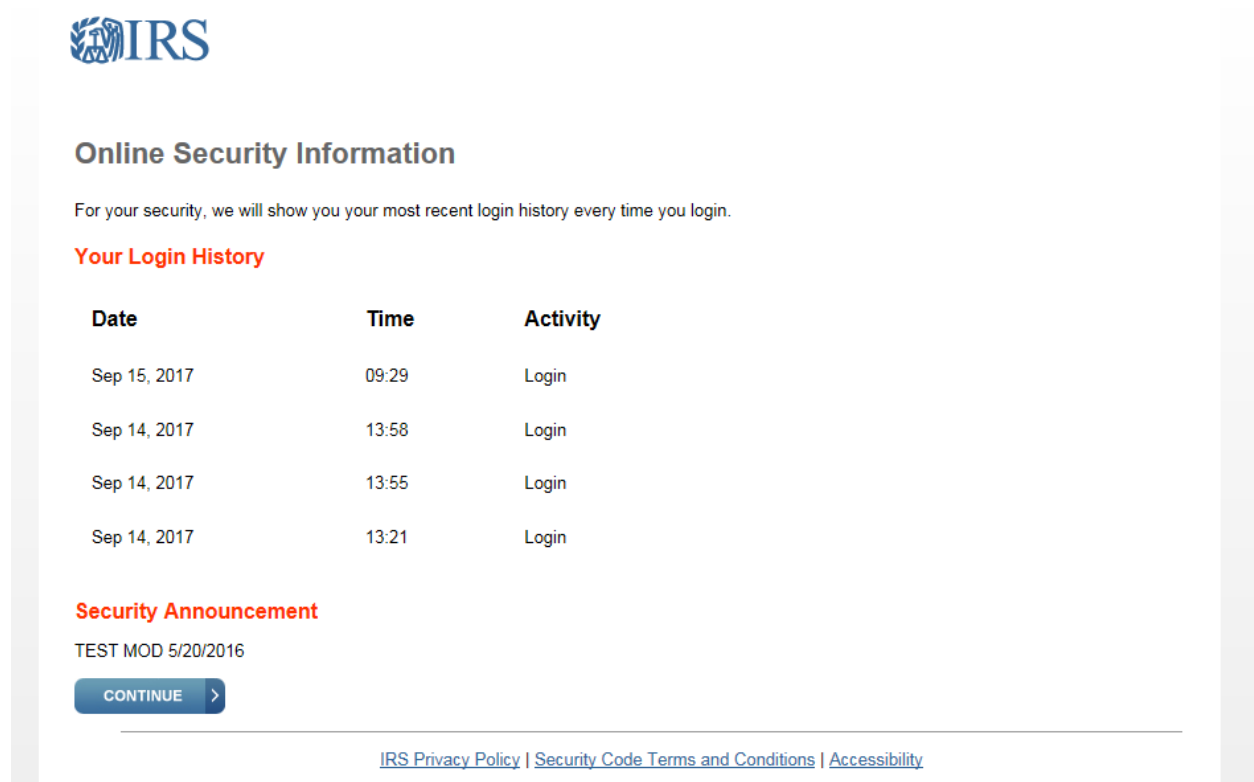 IRS
Online Security Information
For your security, we will show you your most recent login history every time you login.
Your Login History
Date Time Activity
Sep 15, 2017 09:29 Login
Sep 14, 2017 13:58 Login
Sep 14, 2017 13:55 Login
Sep 14, 2017 13:21 Login
Security Announcement
TEST MOD 5/20/2016
CONTINUE >
IRS Privacy Policy | Security Code Terms and Conditions | Accessibility